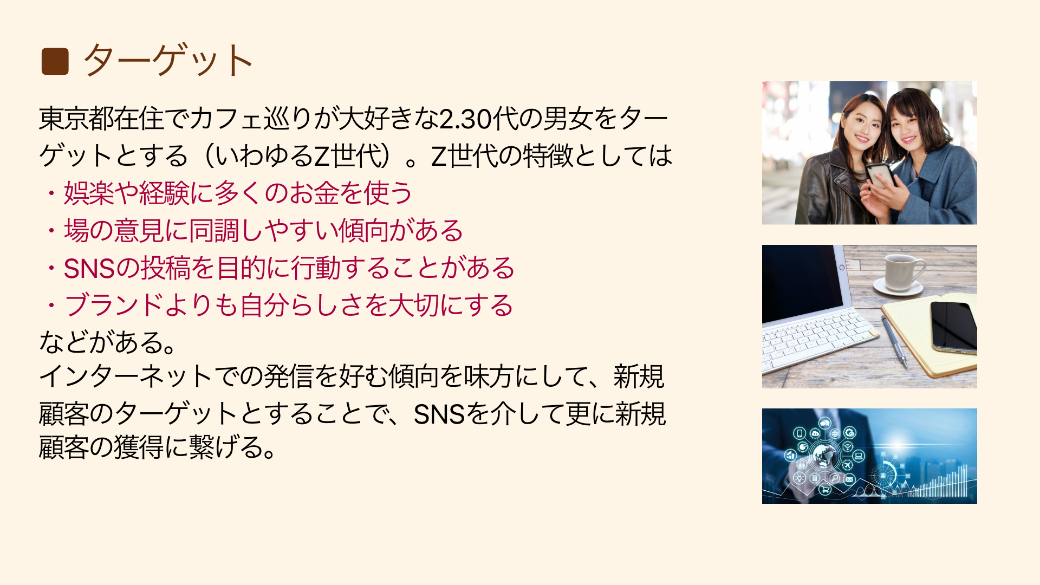 ■ ターゲット
東京都在住でカフェ巡りが大好きな2.30代の男女をター
ゲットとする（いわゆるZ世代）。Z世代の特徴としては
・娯楽や経験に多くのお金を使う
・場の意見に同調しやすい傾向がある
・SNSの投稿を目的に行動することがある
・ブランドよりも自分らしさを大切にする
などがある。
インターネットでの発信を好む傾向を味方にして、新規
顧客のターゲットとすることで、SNSを介して更に新規
顧客の獲得に繋げる。